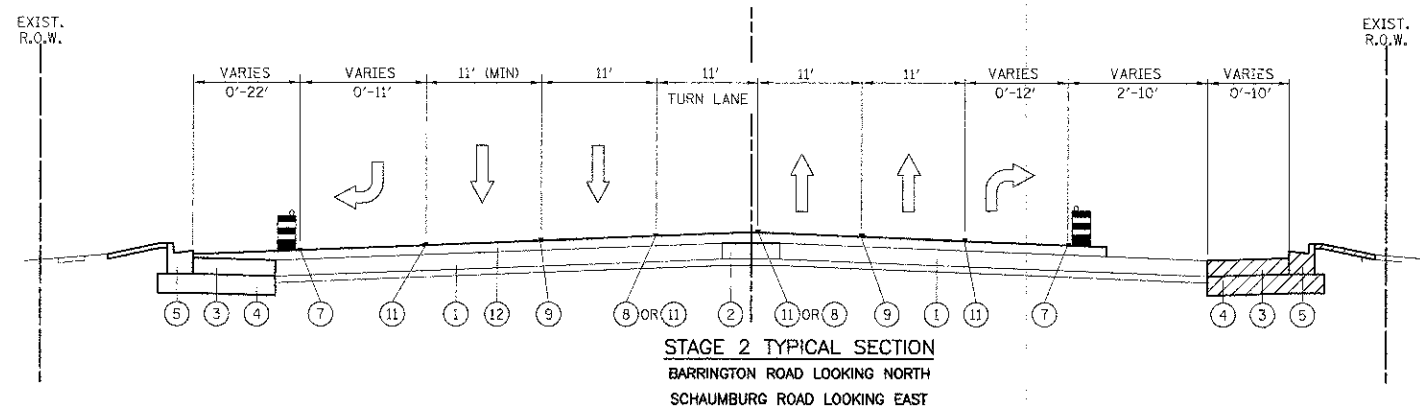 EXIST.
R.O.W.
EXIST.
R.O.W.
VARIES
0'-22'
VARIES
0'-11'
11' (MIN)
11'
11'
11'
11'
VARIES
0'-12'
VARIES
2'-10'
VARIES
0'-10'
TURN LANE
5 3 4 7 11 1 12 9 8 OR 11 2 11 OR 8 9 1 11 7 4 3 5
STAGE 2 TYPICAL SECTION
BARRINGTON ROAD LOOKING NORTH
SCHAUMBURG ROAD LOOKING EAST